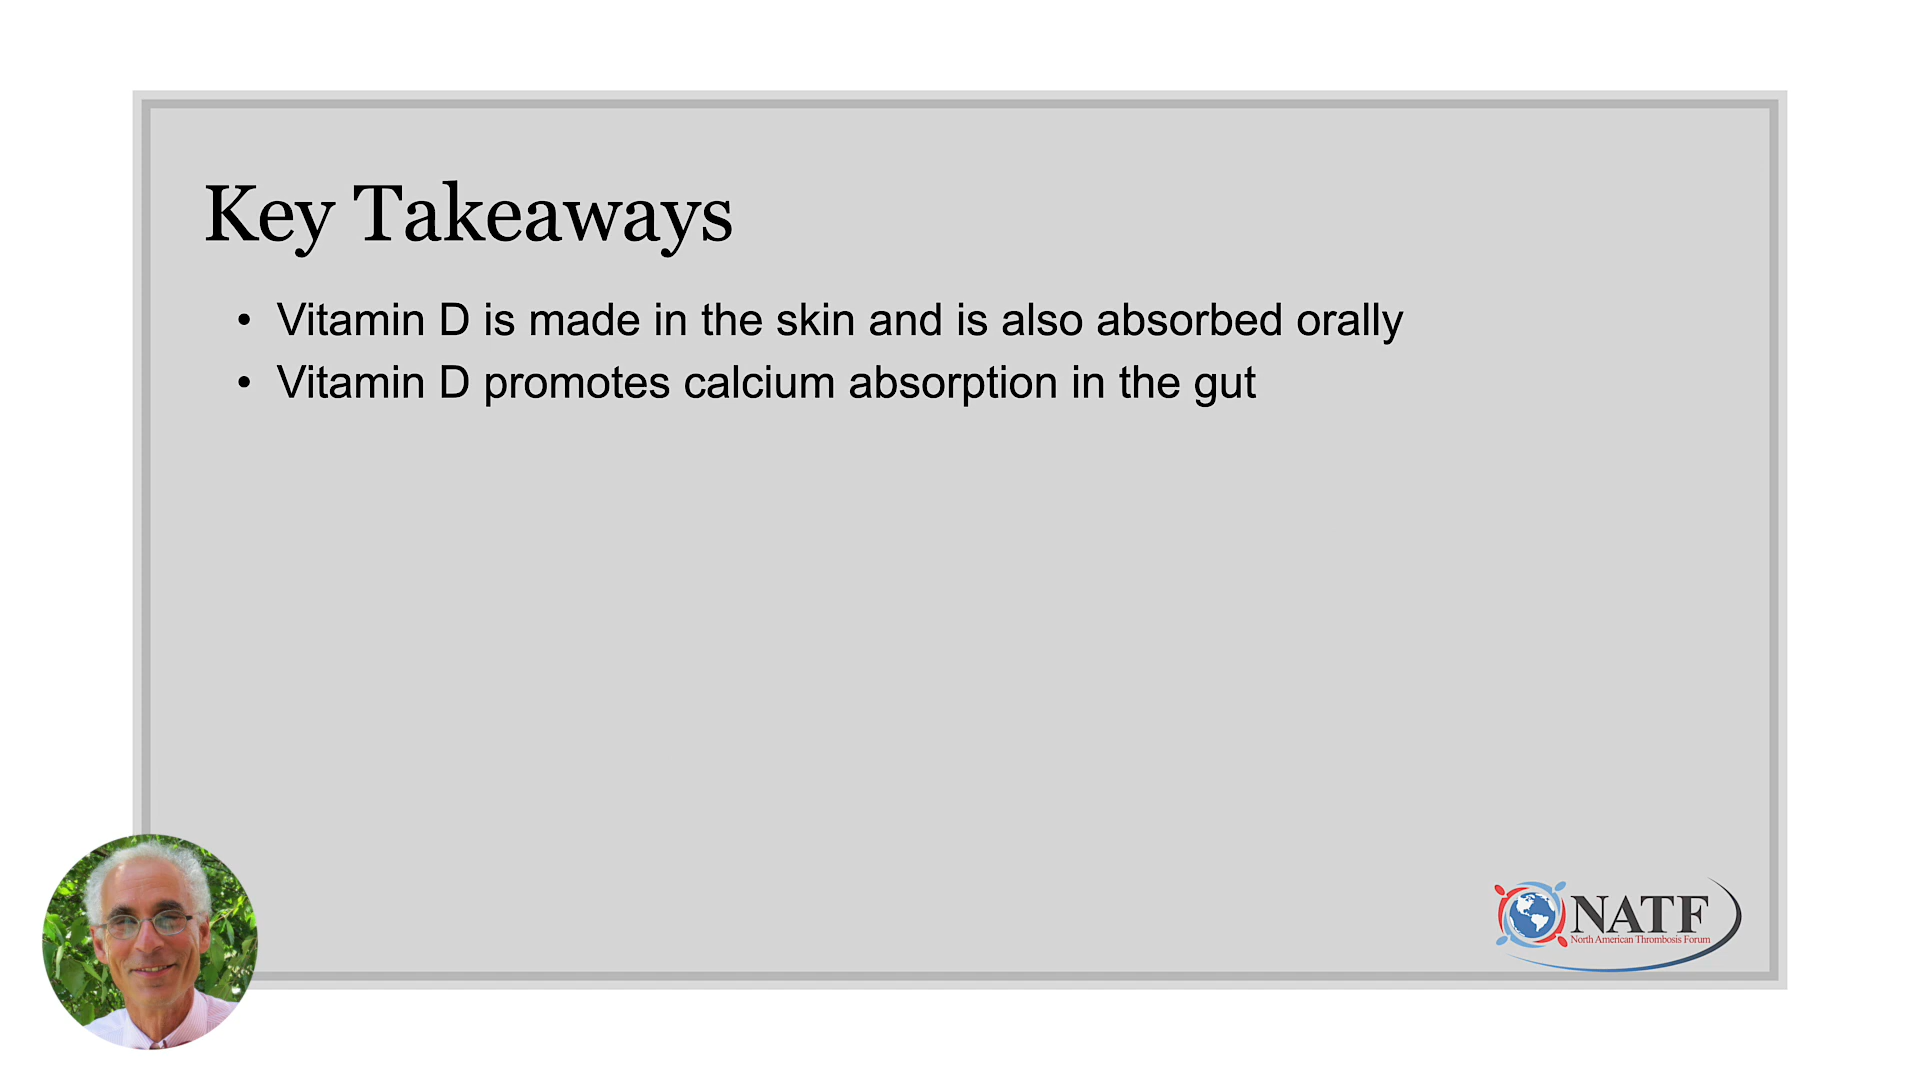 Key Takeaways
• Vitamin D is made in the skin and is also absorbed orally
• Vitamin D promotes calcium absorption in the gut
NATF
North American Thrombosis Forum